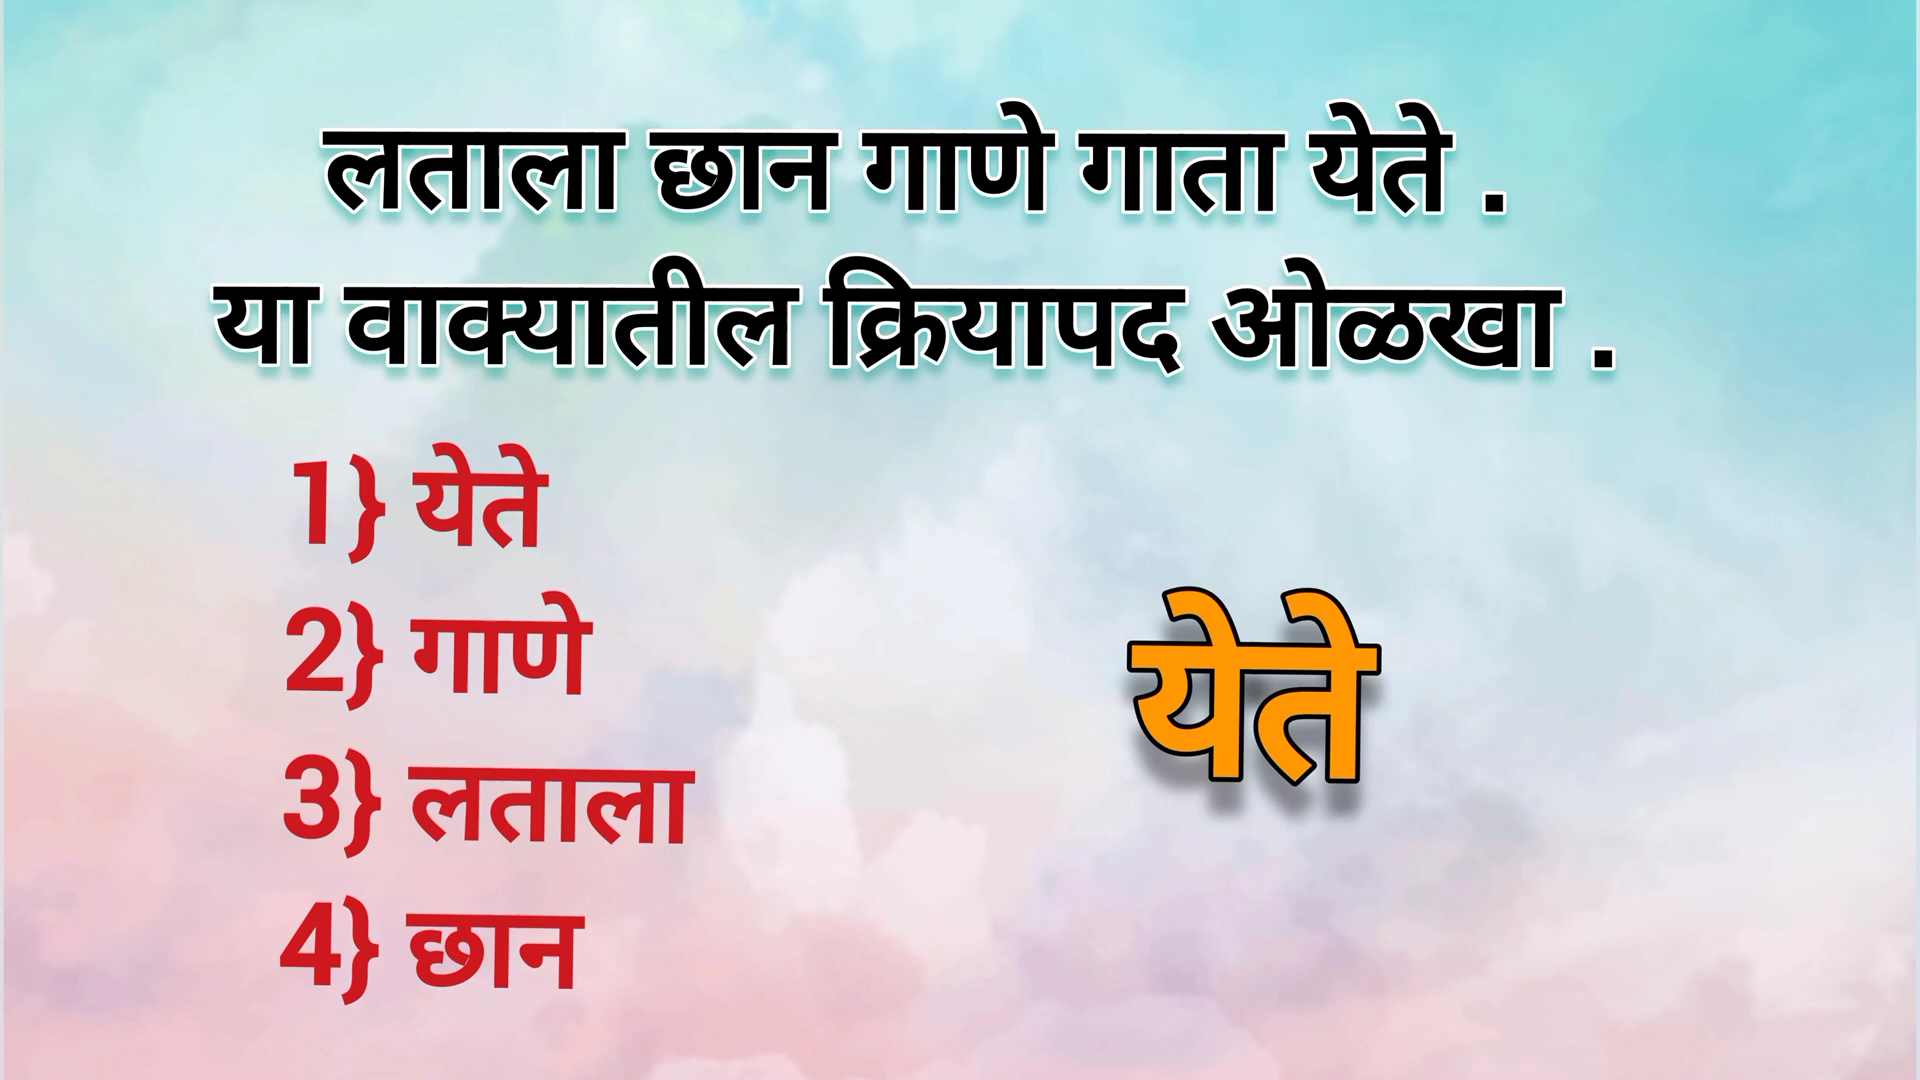 लताला छान गाणे गाता येते .
या वाक्यातील क्रियापद ओळखा .
1} येते
2} गाणे
3} लताला
4} छान
येते